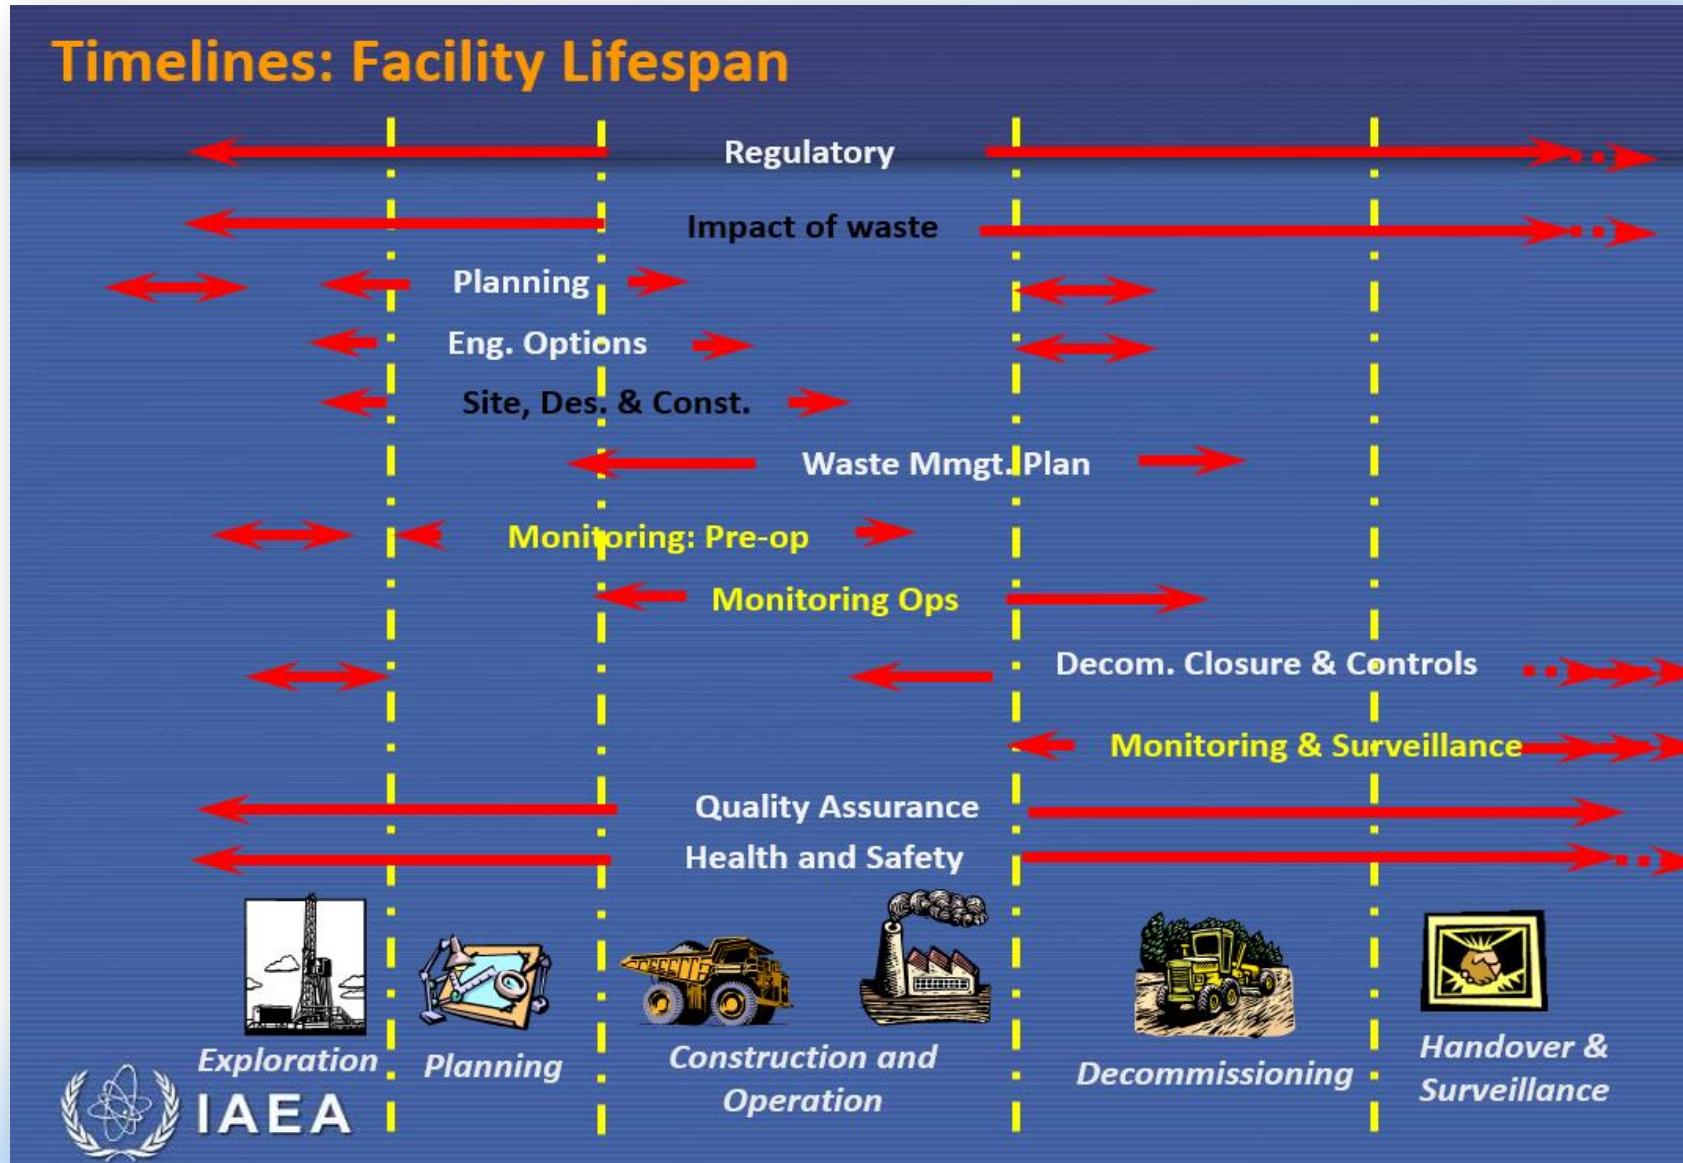 Timelines: Facility Lifespan
Regulatory
Impact of waste
Planning
Eng. Options
Site, Des. & Const.
Waste Mmgt. Plan
Monitoring: Pre-op
Monitoring Ops
Decom. Closure & Controls
Monitoring & Surveillance
Quality Assurance
Health and Safety
Exploration
Planning
Construction and
Operation
Decommissioning
Handover &
Surveillance
IAEA